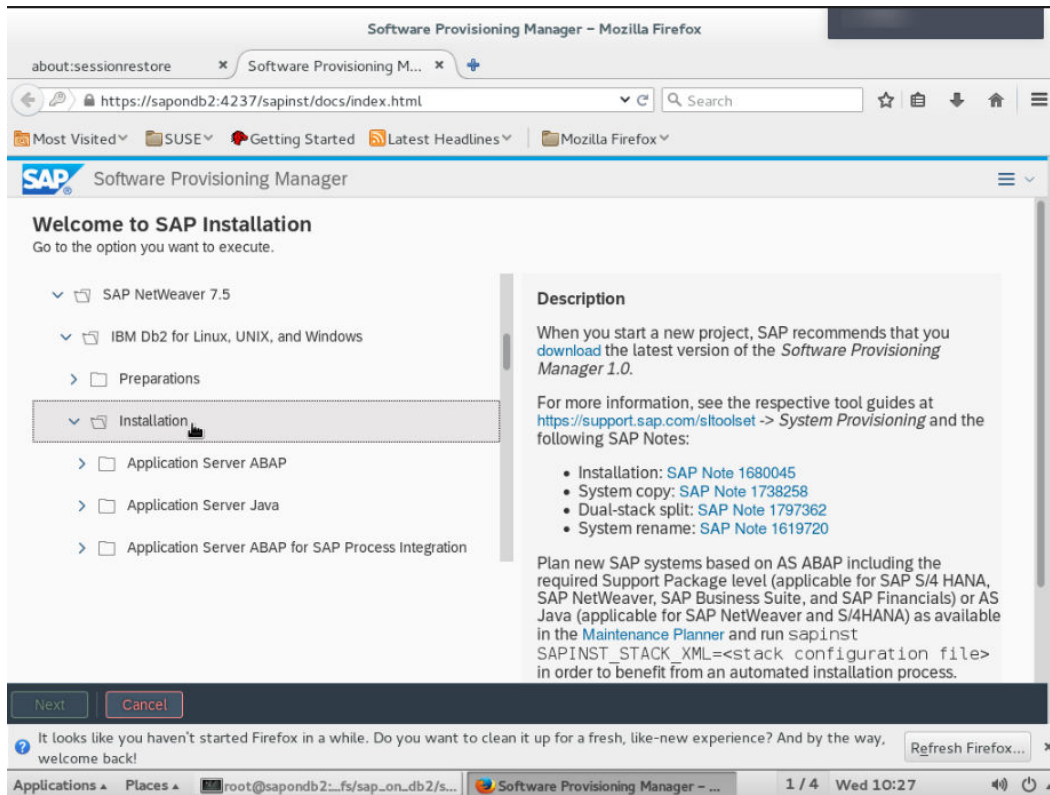 Software Provisioning Manager – Mozilla Firefox
about:sessionrestore × Software Provisioning M... ×
https://sapondb2:4237/sapinst/docs/index.html Search
Most Visited SUSE Getting Started Latest Headlines Mozilla Firefox
SAP® Software Provisioning Manager
Welcome to SAP Installation
Go to the option you want to execute.
SAP NetWeaver 7.5
IBM Db2 for Linux, UNIX, and Windows
Preparations
Installation
Application Server ABAP
Application Server Java
Application Server ABAP for SAP Process Integration
Description
When you start a new project, SAP recommends that you
download the latest version of the Software Provisioning
Manager 1.0.
For more information, see the respective tool guides at
https://support.sap.com/sltoolset -> System Provisioning and the
following SAP Notes:
• Installation: SAP Note 1680045
• System copy: SAP Note 1738258
• Dual-stack split: SAP Note 1797362
• System rename: SAP Note 1619720
Plan new SAP systems based on AS ABAP including the
required Support Package level (applicable for SAP S/4 HANA,
SAP NetWeaver, SAP Business Suite, and SAP Financials) or AS
Java (applicable for SAP NetWeaver and S/4HANA) as available
in the Maintenance Planner and run sapinst
SAPINST_STACK_XML=<stack configuration file>
in order to benefit from an automated installation process.
Next Cancel
It looks like you haven't started Firefox in a while. Do you want to clean it up for a fresh, like-new experience? And by the way,
welcome back!
Refresh Firefox... ×
Applications Places root@sapondb2:_fs/sap_on_db2/s... Software Provisioning Manager – ... 1 / 4 Wed 10:27